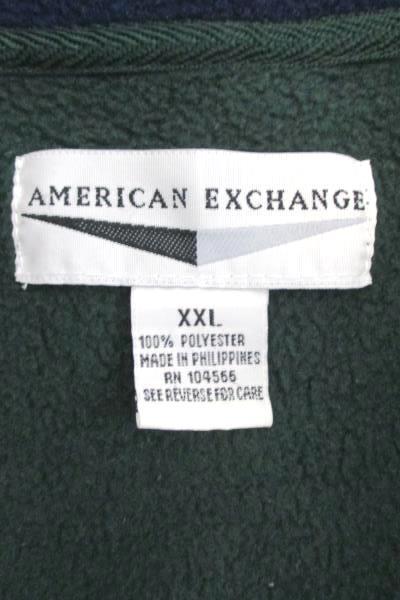 AMERICAN EXCHANGE
XXL
100% POLYESTER
MADE IN PHILIPPINES
RN 104566
SEE REVERSE FOR CARE